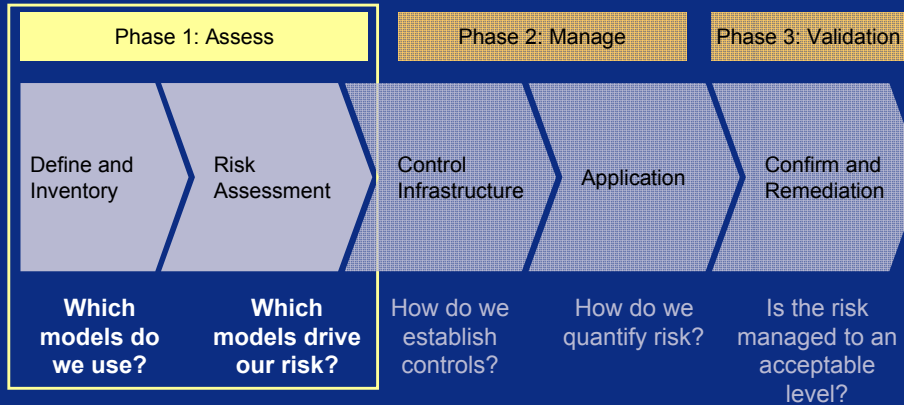 Phase 1: Assess
Phase 2: Manage
Phase 3: Validation
Define and
Inventory
Risk
Assessment
Control
Infrastructure
Application
Confirm and
Remediation
Which
models do
we use?
Which
models drive
our risk?
How do we
establish
controls?
How do we
quantify risk?
Is the risk
managed to an
acceptable
level?